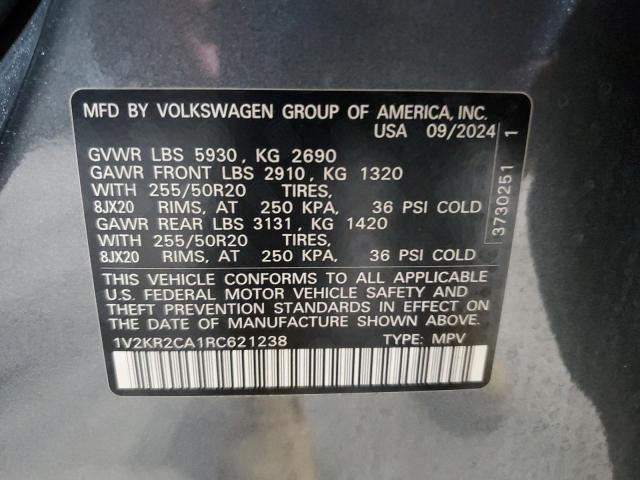 MFD BY VOLKSWAGEN GROUP OF AMERICA, INC.
USA 09/2024
GVWR LBS 5930, KG 2690
GAWR FRONT LBS 2910, KG 1320
WITH 255/50R20 TIRES,
8JX20 RIMS, AT 250 KPA, 36 PSI COLD
GAWR REAR LBS 3131, KG 1420
WITH 255/50R20 TIRES,
8JX20 RIMS, AT 250 KPA, 36 PSI COLD
THIS VEHICLE CONFORMS TO ALL APPLICABLE
U.S. FEDERAL MOTOR VEHICLE SAFETY AND
THEFT PREVENTION STANDARDS IN EFFECT ON
THE DATE OF MANUFACTURE SHOWN ABOVE.
1V2KR2CA1RC621238 TYPE: MPV
3730251 1